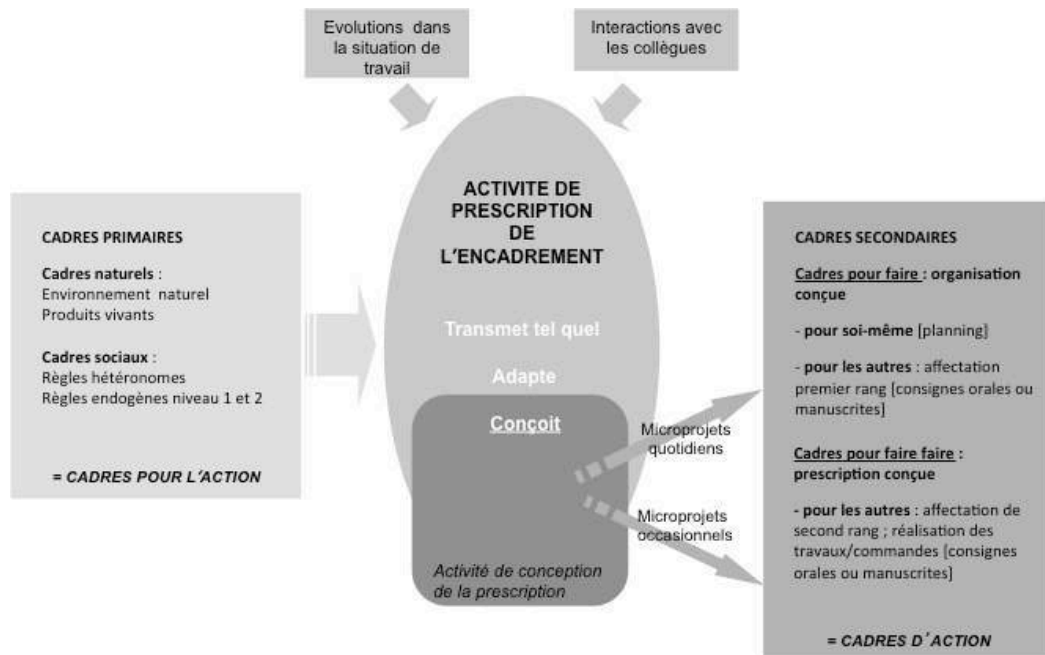 Evolutions dans
la situation de
travail
Interactions avec
les collègues
CADRES PRIMAIRES
Cadres naturels :
Environnement naturel
Produits vivants
Cadres sociaux :
Règles hétéronomes
Règles endogènes niveau 1 et 2
= CADRES POUR L'ACTION
ACTIVITE DE
PRESCRIPTION
DE
L'ENCADREMENT
Transmet tel quel
Adapte
Conçoit
Activité de conception
de la prescription
Microprojets
quotidiens
Microprojets
occasionnels
CADRES SECONDAIRES
Cadres pour faire : organisation
conçue
- pour soi-même [planning]
- pour les autres : affectation
premier rang [consignes orales ou
manuscrites]
Cadres pour faire faire :
prescription conçue
- pour les autres : affectation de
second rang ; réalisation des
travaux/commandes [consignes
orales ou manuscrites]
= CADRES D'ACTION